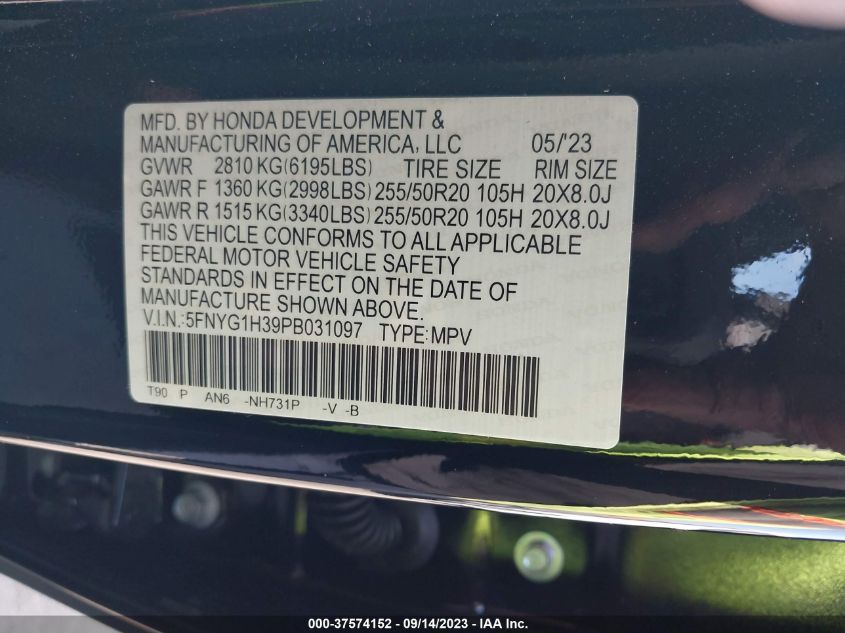 MFD. BY HONDA DEVELOPMENT &
MANUFACTURING OF AMERICA, LLC 05/'23
GVWR 2810 KG(6195LBS) TIRE SIZE RIM SIZE
GAWR F 1360 KG(2998LBS) 255/50R20 105H 20X8.0J
GAWR R 1515 KG(3340LBS) 255/50R20 105H 20X8.0J
THIS VEHICLE CONFORMS TO ALL APPLICABLE
FEDERAL MOTOR VEHICLE SAFETY
STANDARDS IN EFFECT ON THE DATE OF
MANUFACTURE SHOWN ABOVE.
V.I.N.:5FNYG1H39PB031097 TYPE:MPV
T90 P AN6 -NH731P -V -B
000-37574152 - 09/14/2023 - IAA Inc.